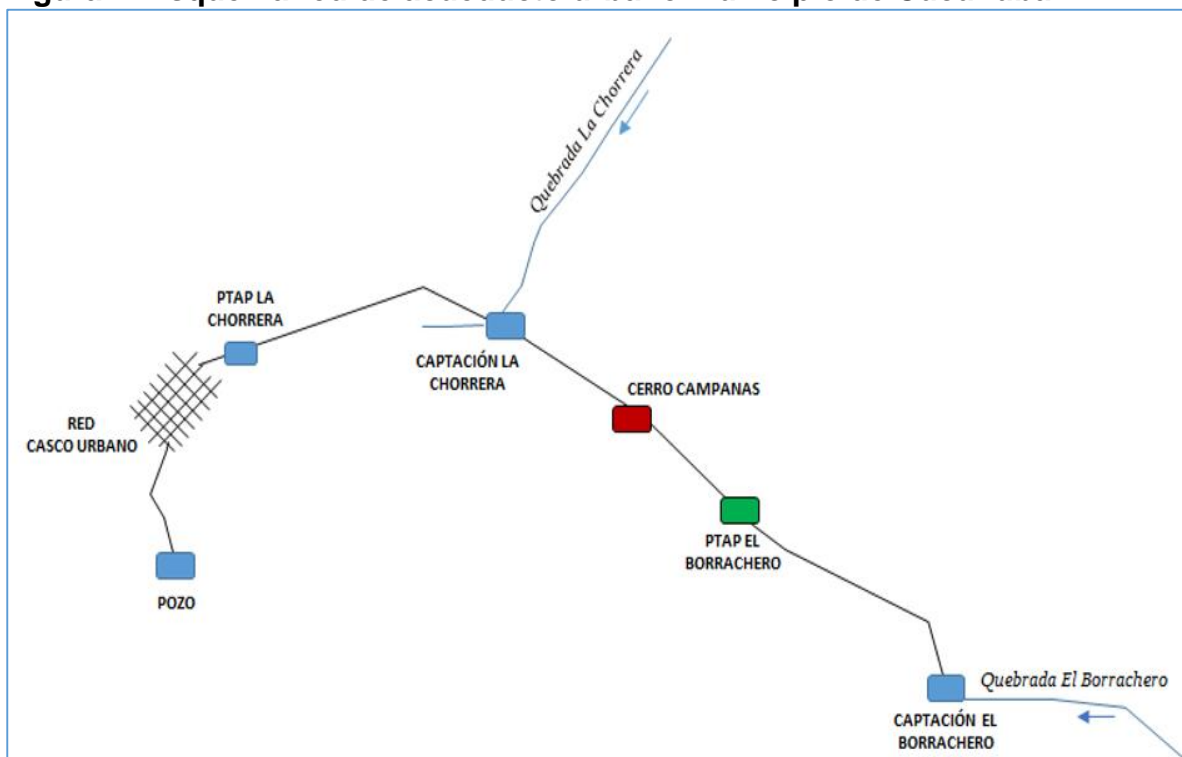 Quebrada La Chorrera
PTAP LA
CHORRERA
CAPTACIÓN LA
CHORRERA
CERRO CAMPANAS
RED
CASCO URBANO
PTAP EL
BORRACHERO
POZO
Quebrada El Borrachero
CAPTACIÓN EL
BORRACHERO